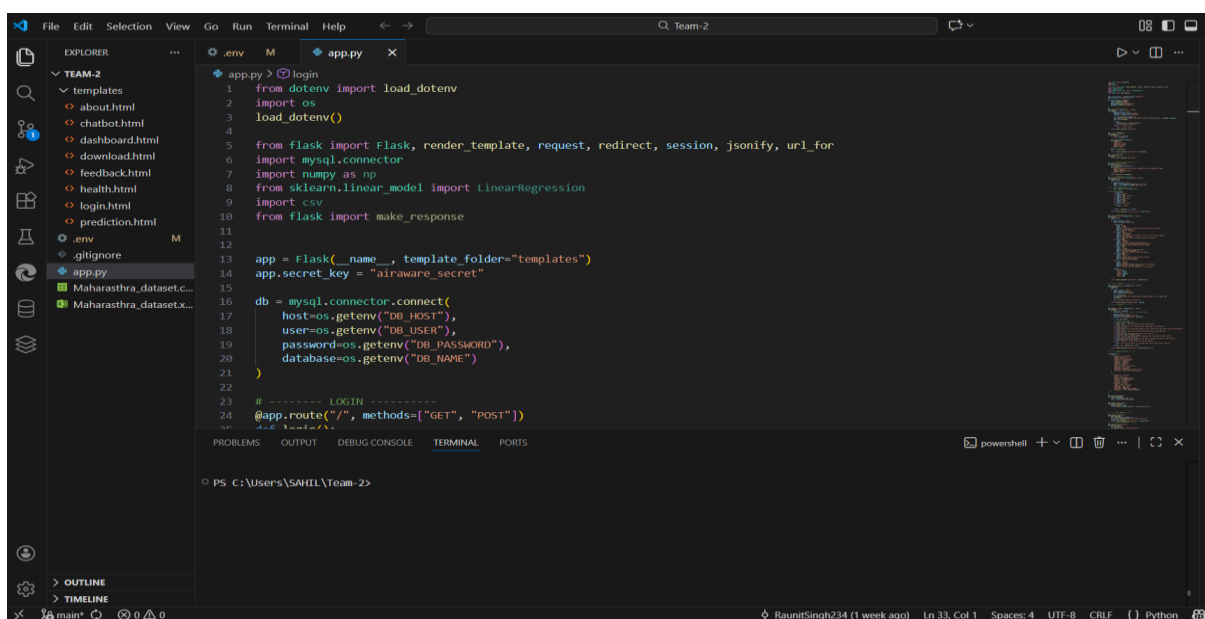 File Edit Selection View Go Run Terminal Help
Team-2
EXPLORER
TEAM-2
templates
about.html
chatbot.html
dashboard.html
download.html
feedback.html
health.html
login.html
prediction.html
.env M
.gitignore
app.py
Maharasthra_dataset.c...
Maharasthra_dataset.x...
OUTLINE
TIMELINE
.env M app.py
app.py > login
1 from dotenv import load_dotenv
2 import os
3 load_dotenv()
4
5 from flask import Flask, render_template, request, redirect, session, jsonify, url_for
6 import mysql.connector
7 import numpy as np
8 from sklearn.linear_model import LinearRegression
9 import csv
10 from flask import make_response
11
12
13 app = Flask(__name__, template_folder="templates")
14 app.secret_key = "airaware_secret"
15
16 db = mysql.connector.connect(
17 host=os.getenv("DB_HOST"),
18 user=os.getenv("DB_USER"),
19 password=os.getenv("DB_PASSWORD"),
20 database=os.getenv("DB_NAME")
21 )
22
23 # -------- LOGIN ----------
24 @app.route("/", methods=["GET", "POST"])
25 def login():
PROBLEMS OUTPUT DEBUG CONSOLE TERMINAL PORTS
powershell
PS C:\Users\SAHIL\Team-2>
main* 0 0
RaunitSingh234 (1 week ago) Ln 33, Col 1 Spaces: 4 UTF-8 CRLF { } Python